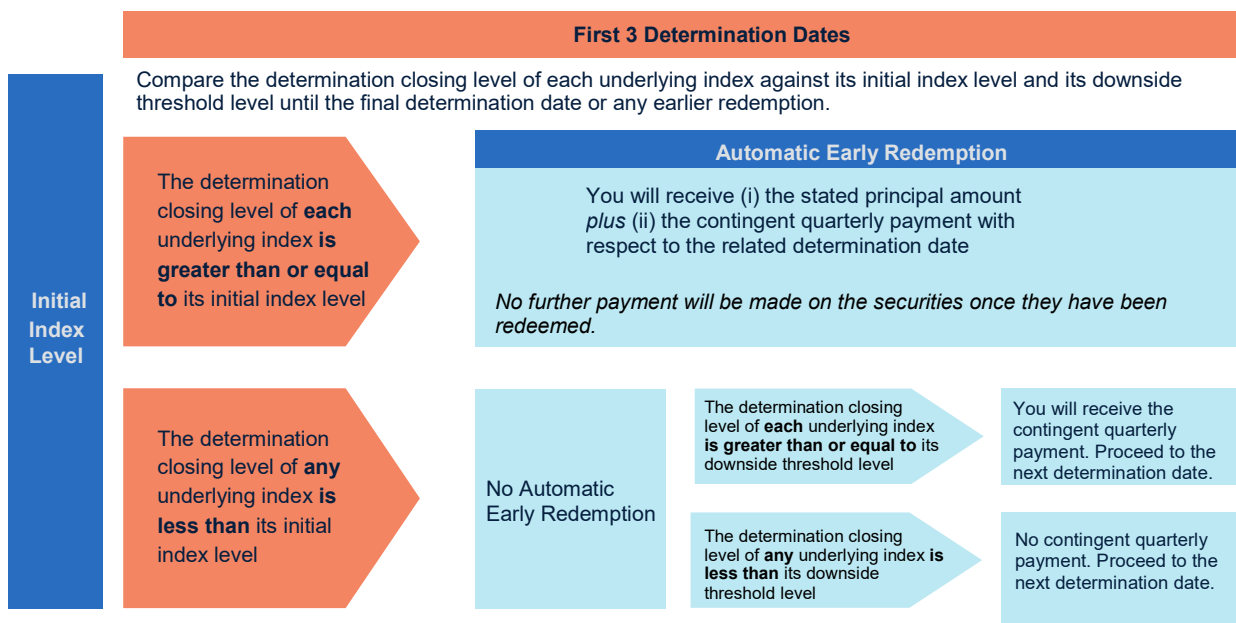 First 3 Determination Dates
Compare the determination closing level of each underlying index against its initial index level and its downside
threshold level until the final determination date or any earlier redemption.
Initial
Index
Level
The determination
closing level of each
underlying index is
greater than or equal
to its initial index level
Automatic Early Redemption
You will receive (i) the stated principal amount
plus (ii) the contingent quarterly payment with
respect to the related determination date
No further payment will be made on the securities once they have been
redeemed.
The determination
closing level of any
underlying index is
less than its initial
index level
No Automatic
Early Redemption
The determination closing
level of each underlying index
is greater than or equal to its
downside threshold level
You will receive the
contingent quarterly
payment. Proceed to the
next determination date.
The determination closing
level of any underlying index is
less than its downside
threshold level
No contingent quarterly
payment. Proceed to the
next determination date.